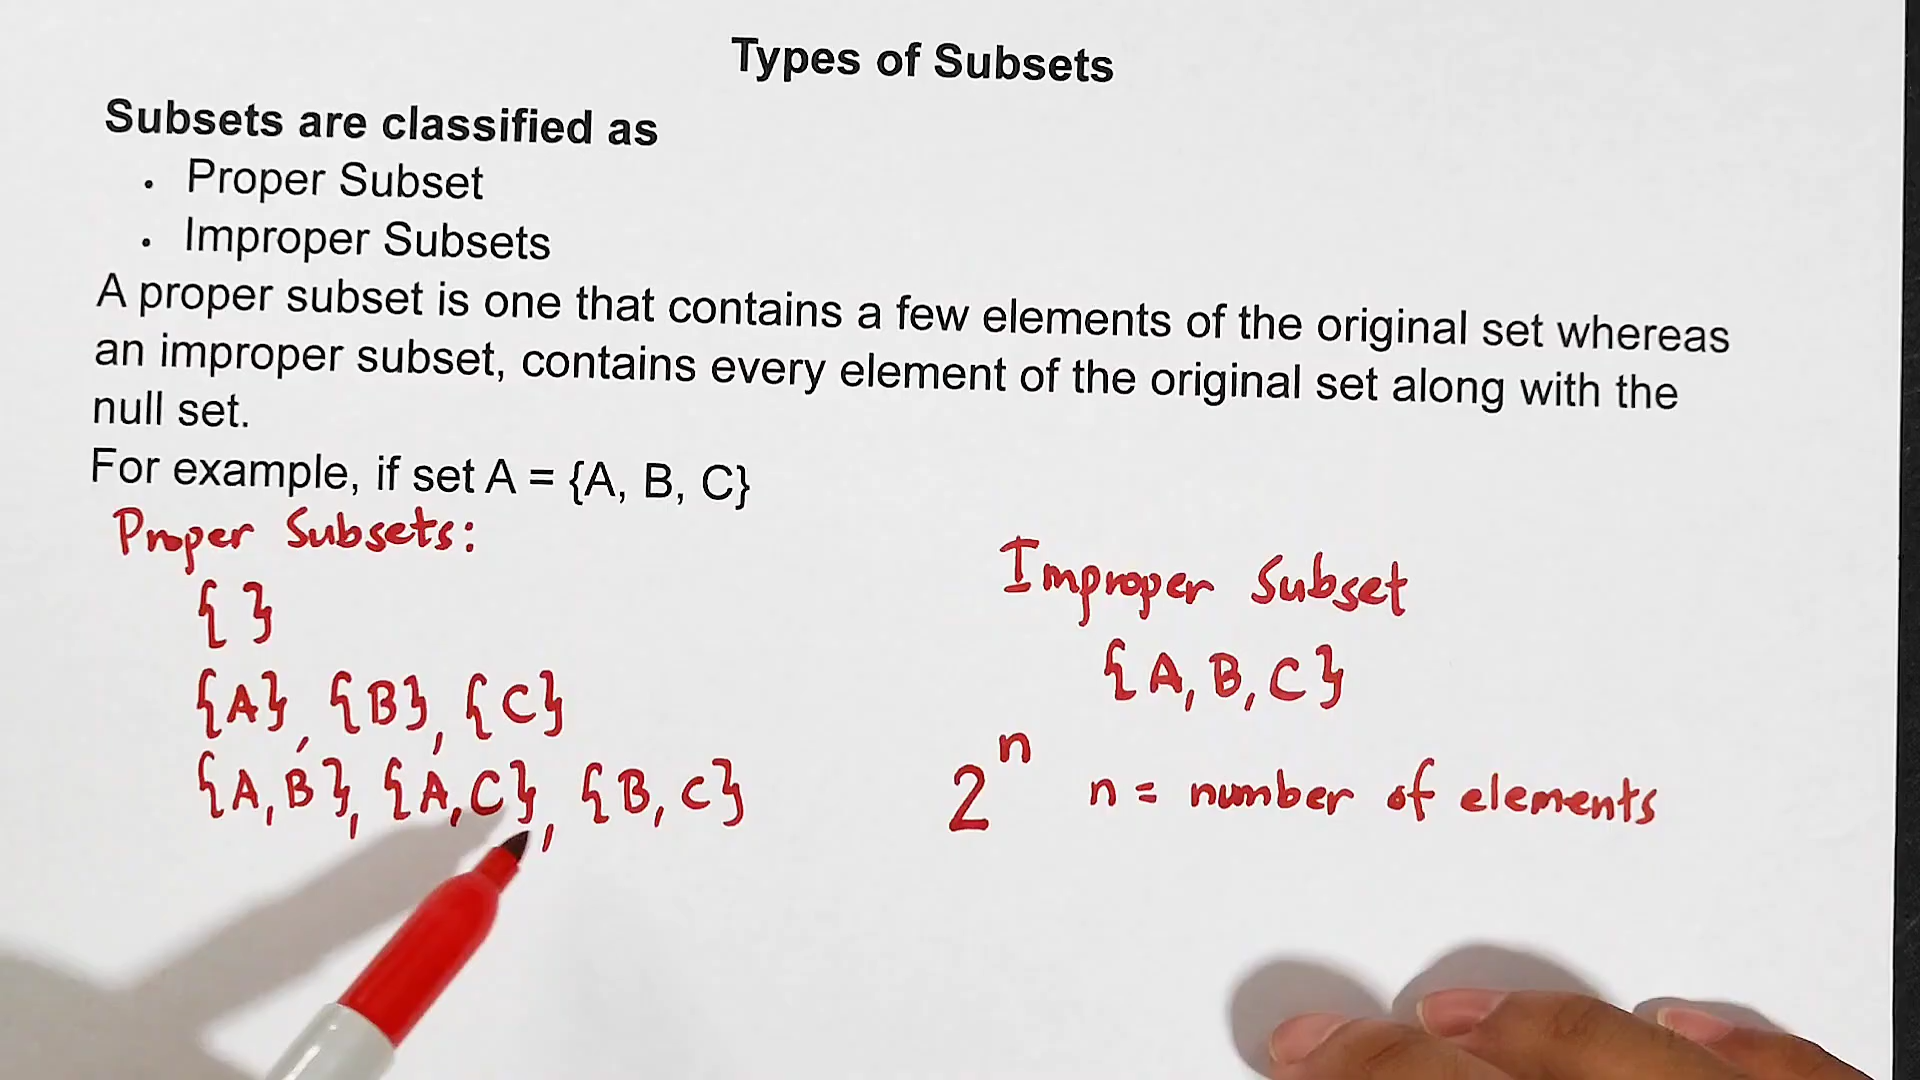 Types of Subsets
Subsets are classified as
. Proper Subset
. Improper Subsets
A proper subset is one that contains a few elements of the original set whereas
an improper subset, contains every element of the original set along with the
null set.
For example, if set A = {A, B, C}
Proper Subsets:
{ }
{A}, {B}, {C}
{A, B}, {A, C}, {B, C}
Improper Subset
{A, B, C}
2ⁿ n = number of elements